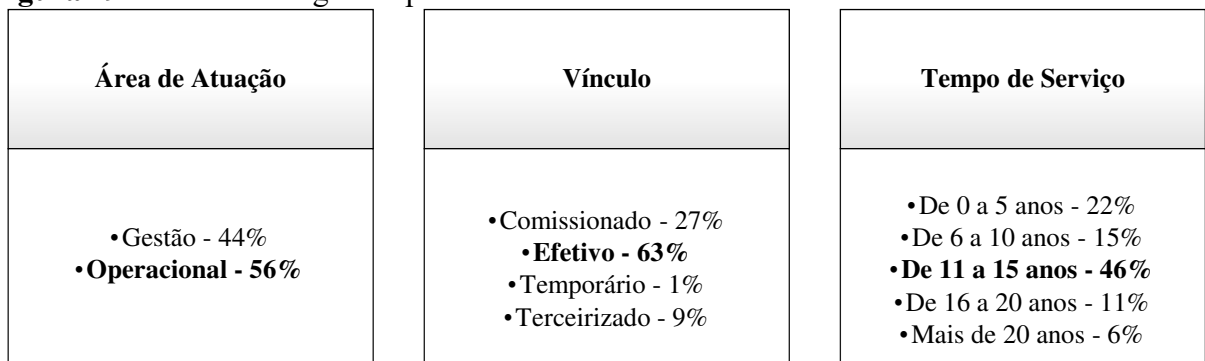 Área de Atuação
•Gestão - 44%
•Operacional - 56%
Vínculo
•Comissionado - 27%
•Efetivo - 63%
•Temporário - 1%
•Terceirizado - 9%
Tempo de Serviço
•De 0 a 5 anos - 22%
•De 6 a 10 anos - 15%
•De 11 a 15 anos - 46%
•De 16 a 20 anos - 11%
•Mais de 20 anos - 6%